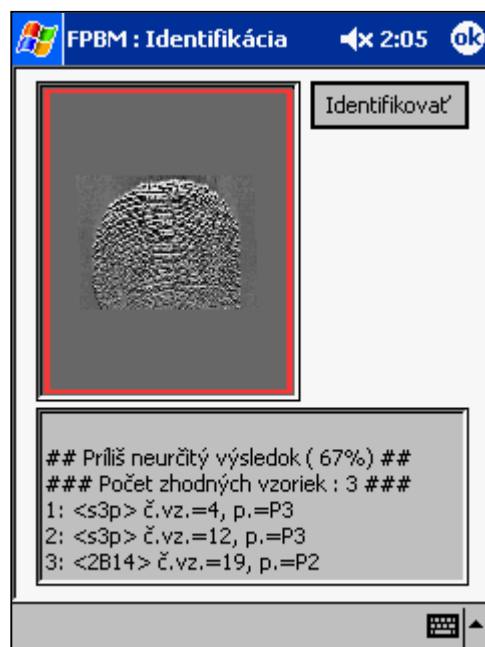 FPBM : Identifikácia 2:05 ok
Identifikovať
## Príliš neurčitý výsledok ( 67%) ##
### Počet zhodných vzoriek : 3 ###
1: <s3p> č.vz.=4, p.=P3
2: <s3p> č.vz.=12, p.=P3
3: <2B14> č.vz.=19, p.=P2